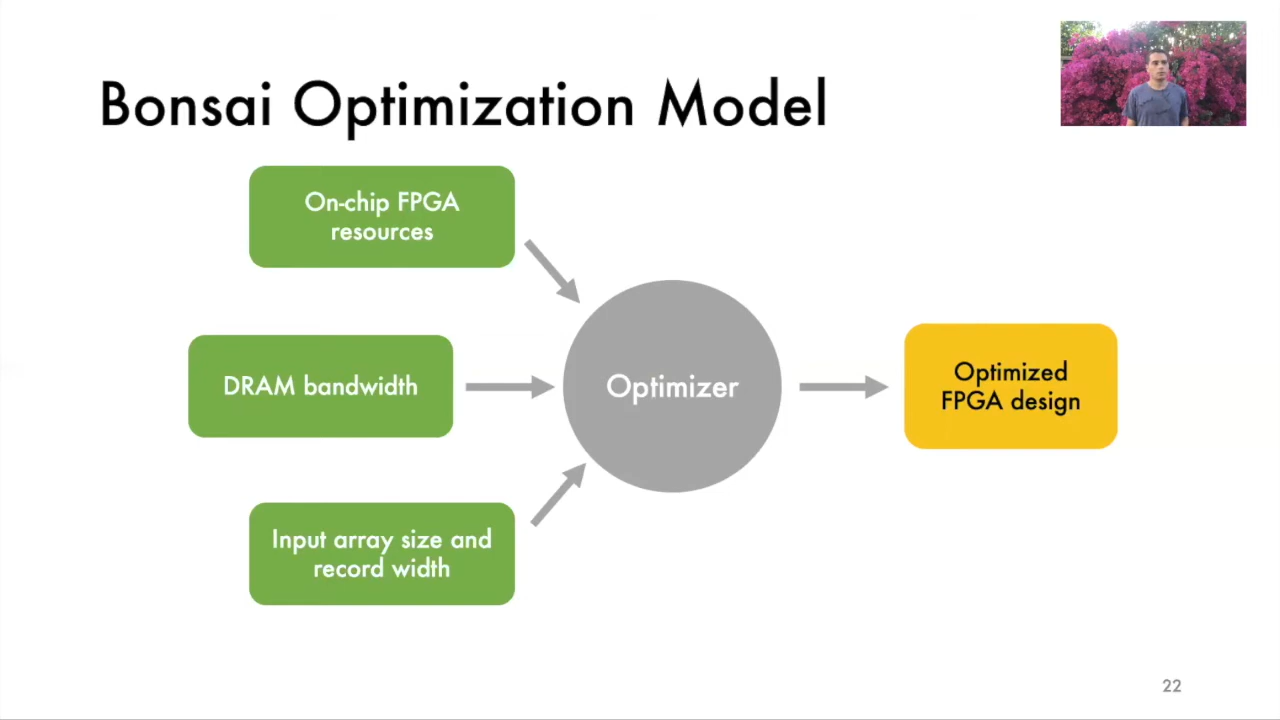 Bonsai Optimization Model
On-chip FPGA
resources
DRAM bandwidth
Optimizer
Optimized
FPGA design
Input array size and
record width
22